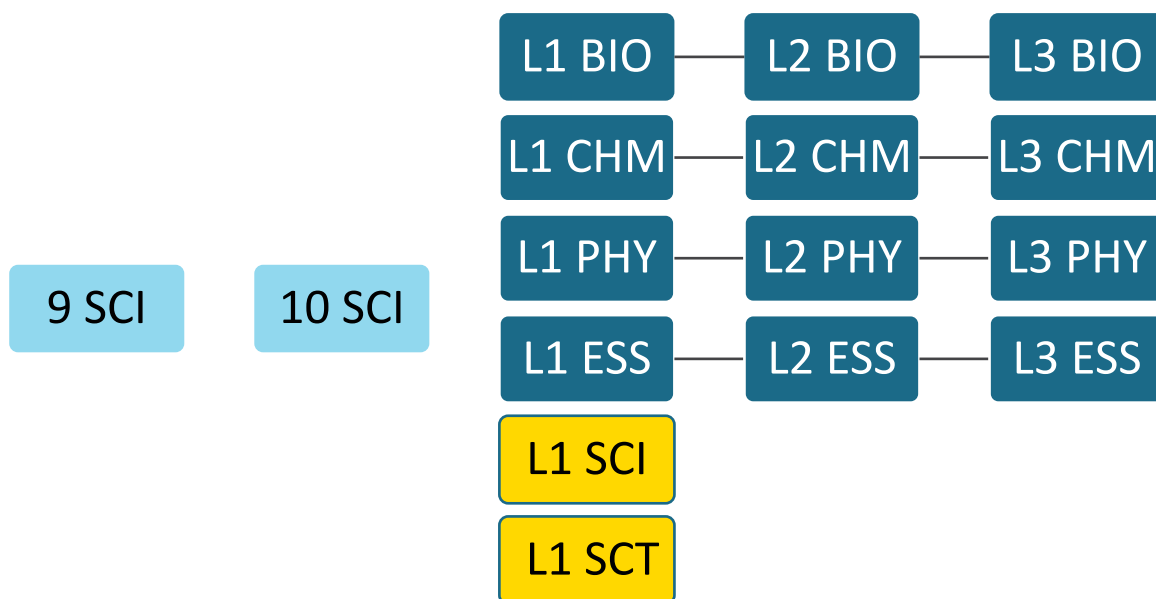 L1 BIO L2 BIO L3 BIO
L1 CHM L2 CHM L3 CHM
L1 PHY L2 PHY L3 PHY
9 SCI 10 SCI
L1 ESS L2 ESS L3 ESS
L1 SCI
L1 SCT